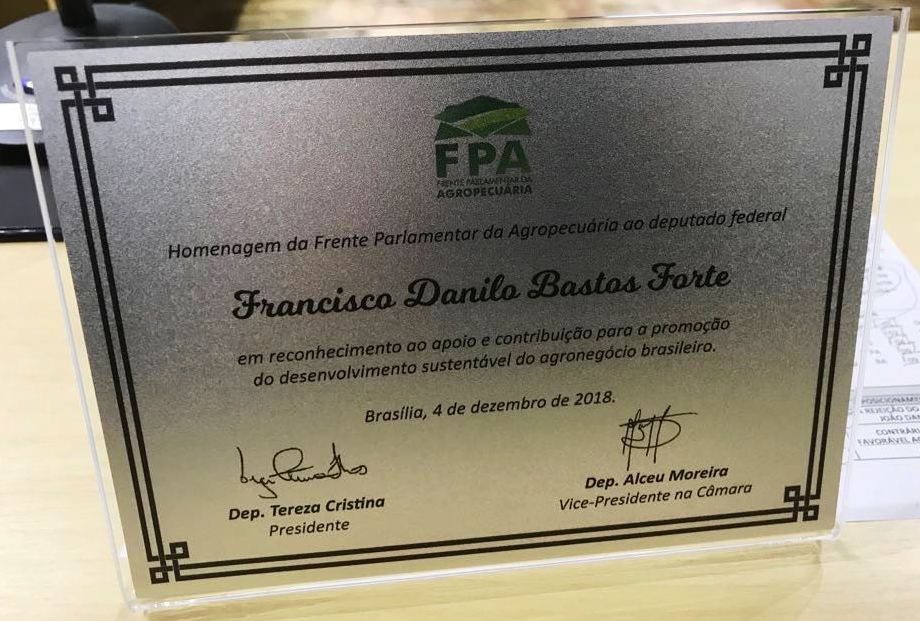 FPA
FRENTE PARLAMENTAR DA
AGROPECUÁRIA
Homenagem da Frente Parlamentar da Agropecuária ao deputado federal
Francisco Danilo Bastos Forte
em reconhecimento ao apoio e contribuição para a promoção
do desenvolvimento sustentável do agronegócio brasileiro.
Brasília, 4 de dezembro de 2018.
Dep. Tereza Cristina
Presidente
Dep. Alceu Moreira
Vice-Presidente na Câmara
REJEIÇÃO DO